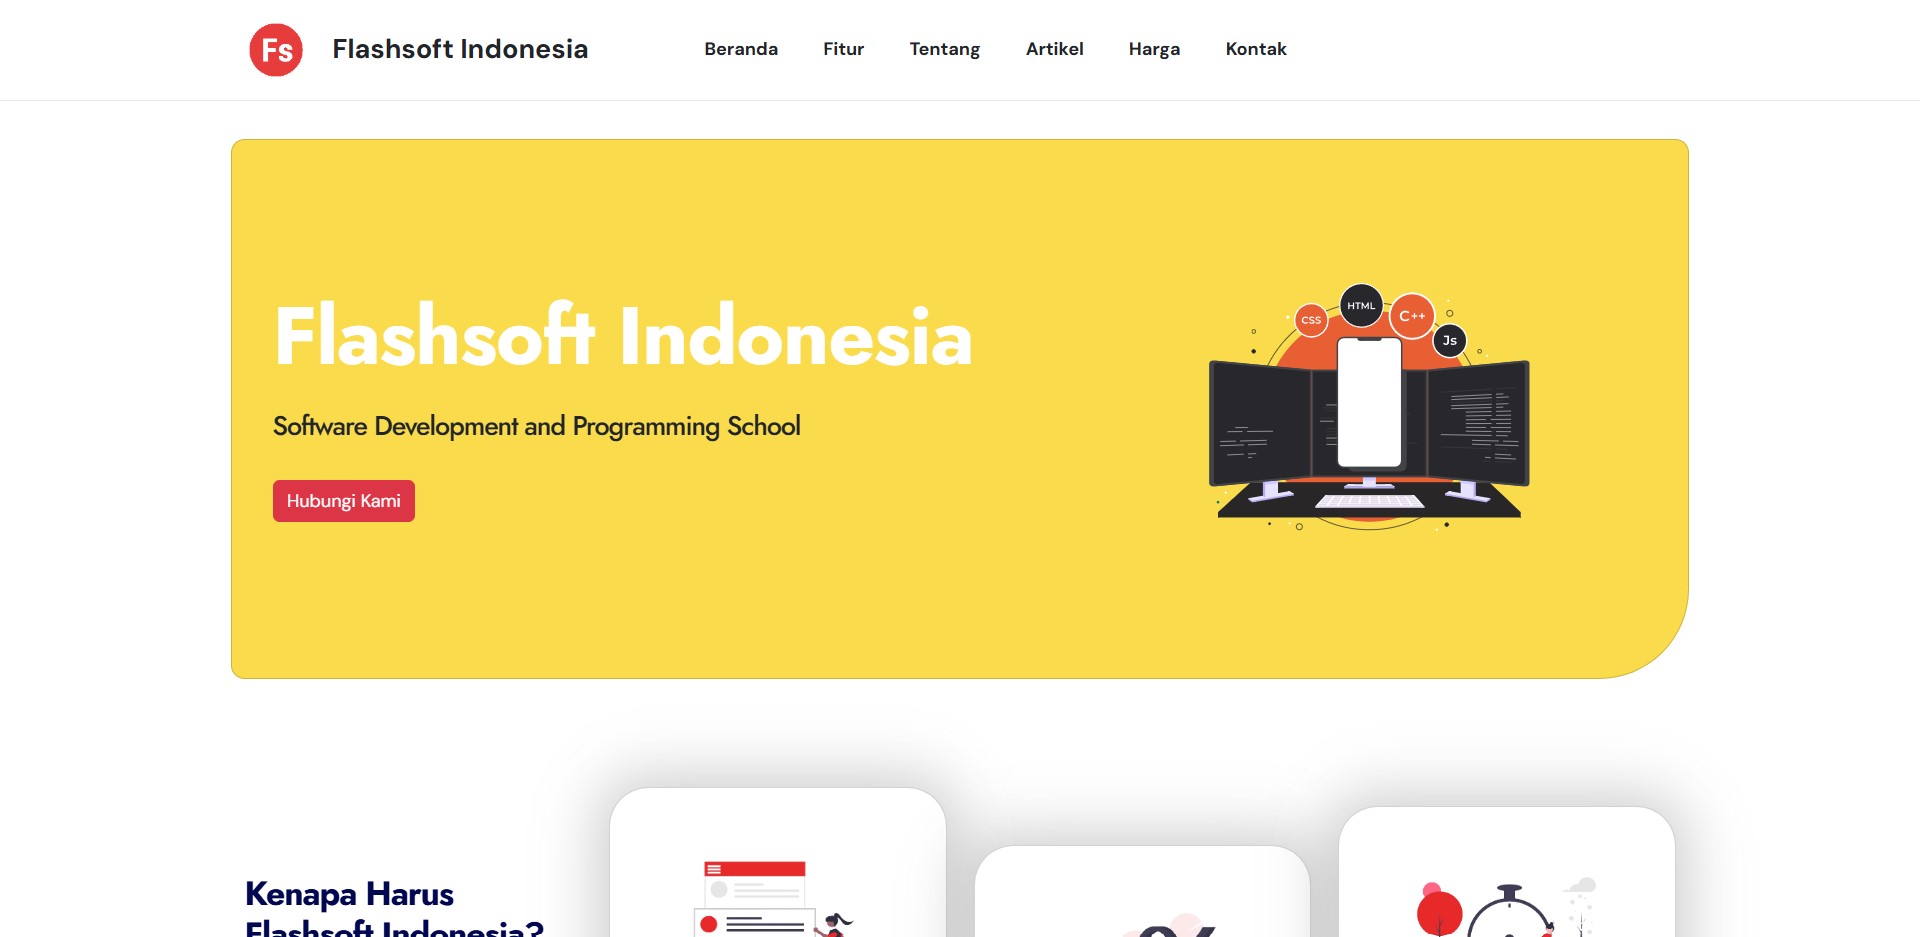 Fs
Flashsoft Indonesia
Beranda
Fitur
Tentang
Artikel
Harga
Kontak
Flashsoft Indonesia
Software Development and Programming School
Hubungi Kami
CSS
HTML
C++
Js
Kenapa Harus
Flashsoft Indonesia?